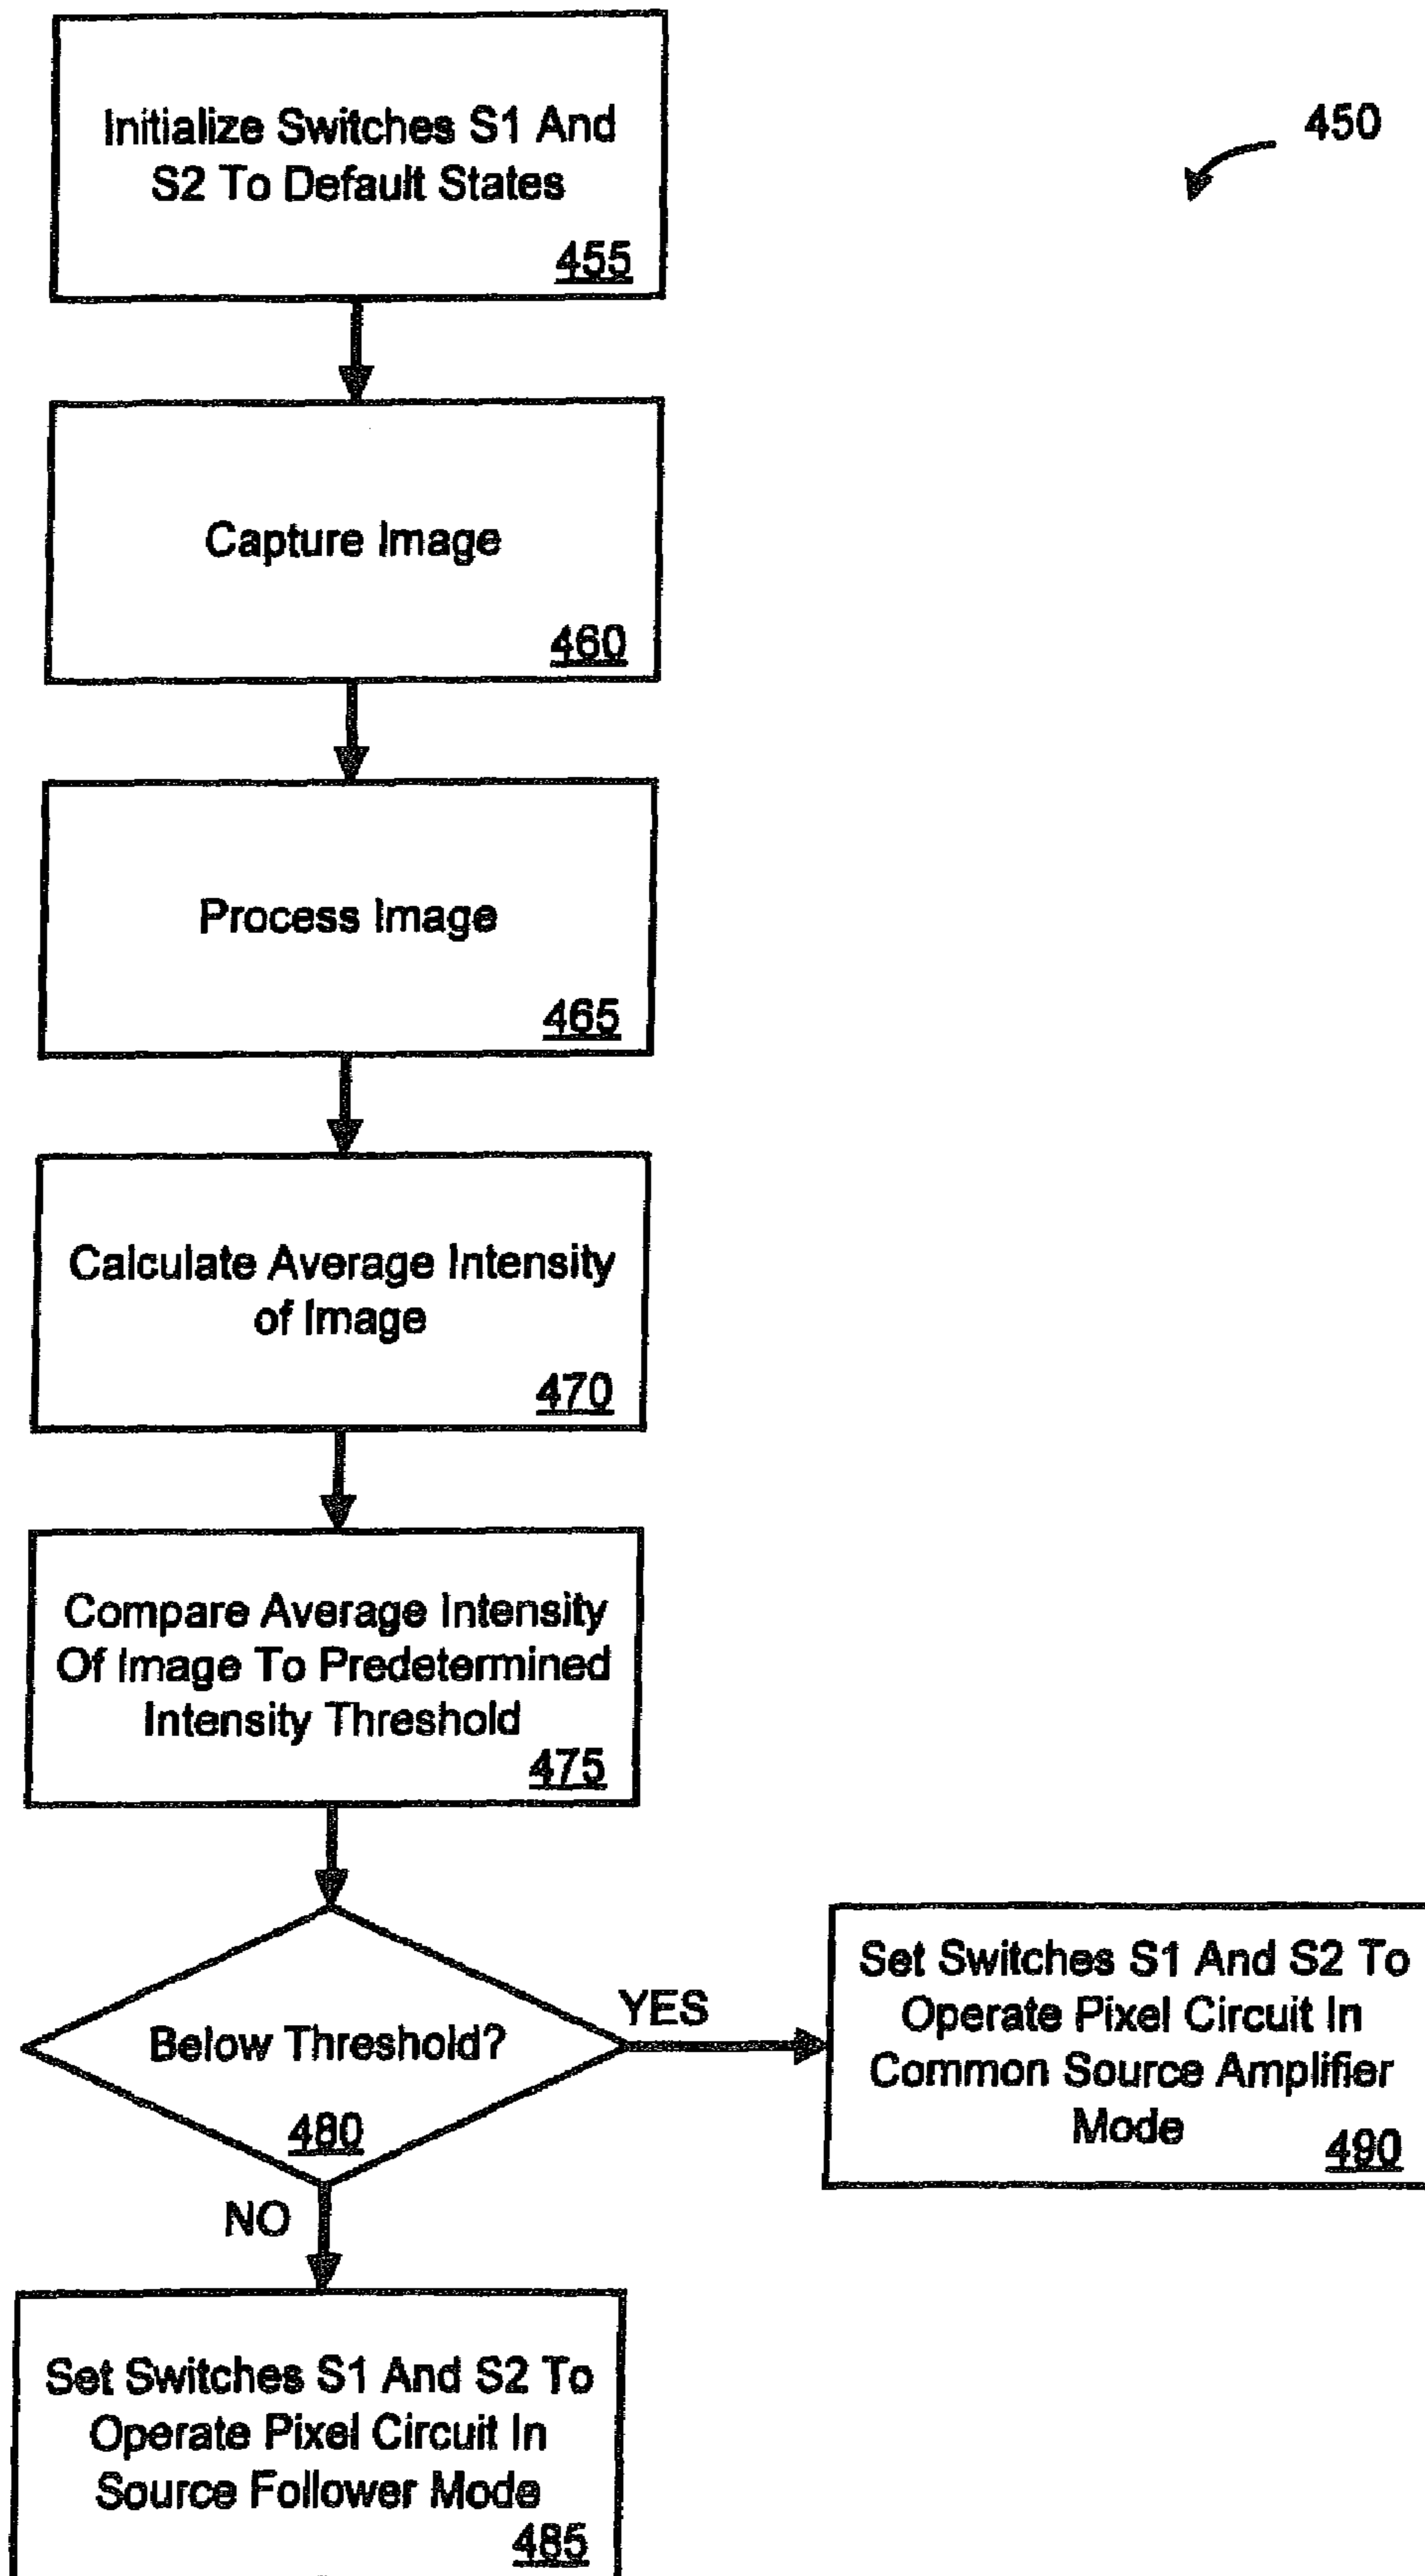 Initialize Switches S1 And
S2 To Default States
455
450
Capture Image
460
Process Image
465
Calculate Average Intensity
of Image
470
Compare Average Intensity
Of Image To Predetermined
Intensity Threshold
475
Below Threshold?
480
YES
Set Switches S1 And S2 To
Operate Pixel Circuit In
Common Source Amplifier
Mode
490
NO
Set Switches S1 And S2 To
Operate Pixel Circuit In
Source Follower Mode
485